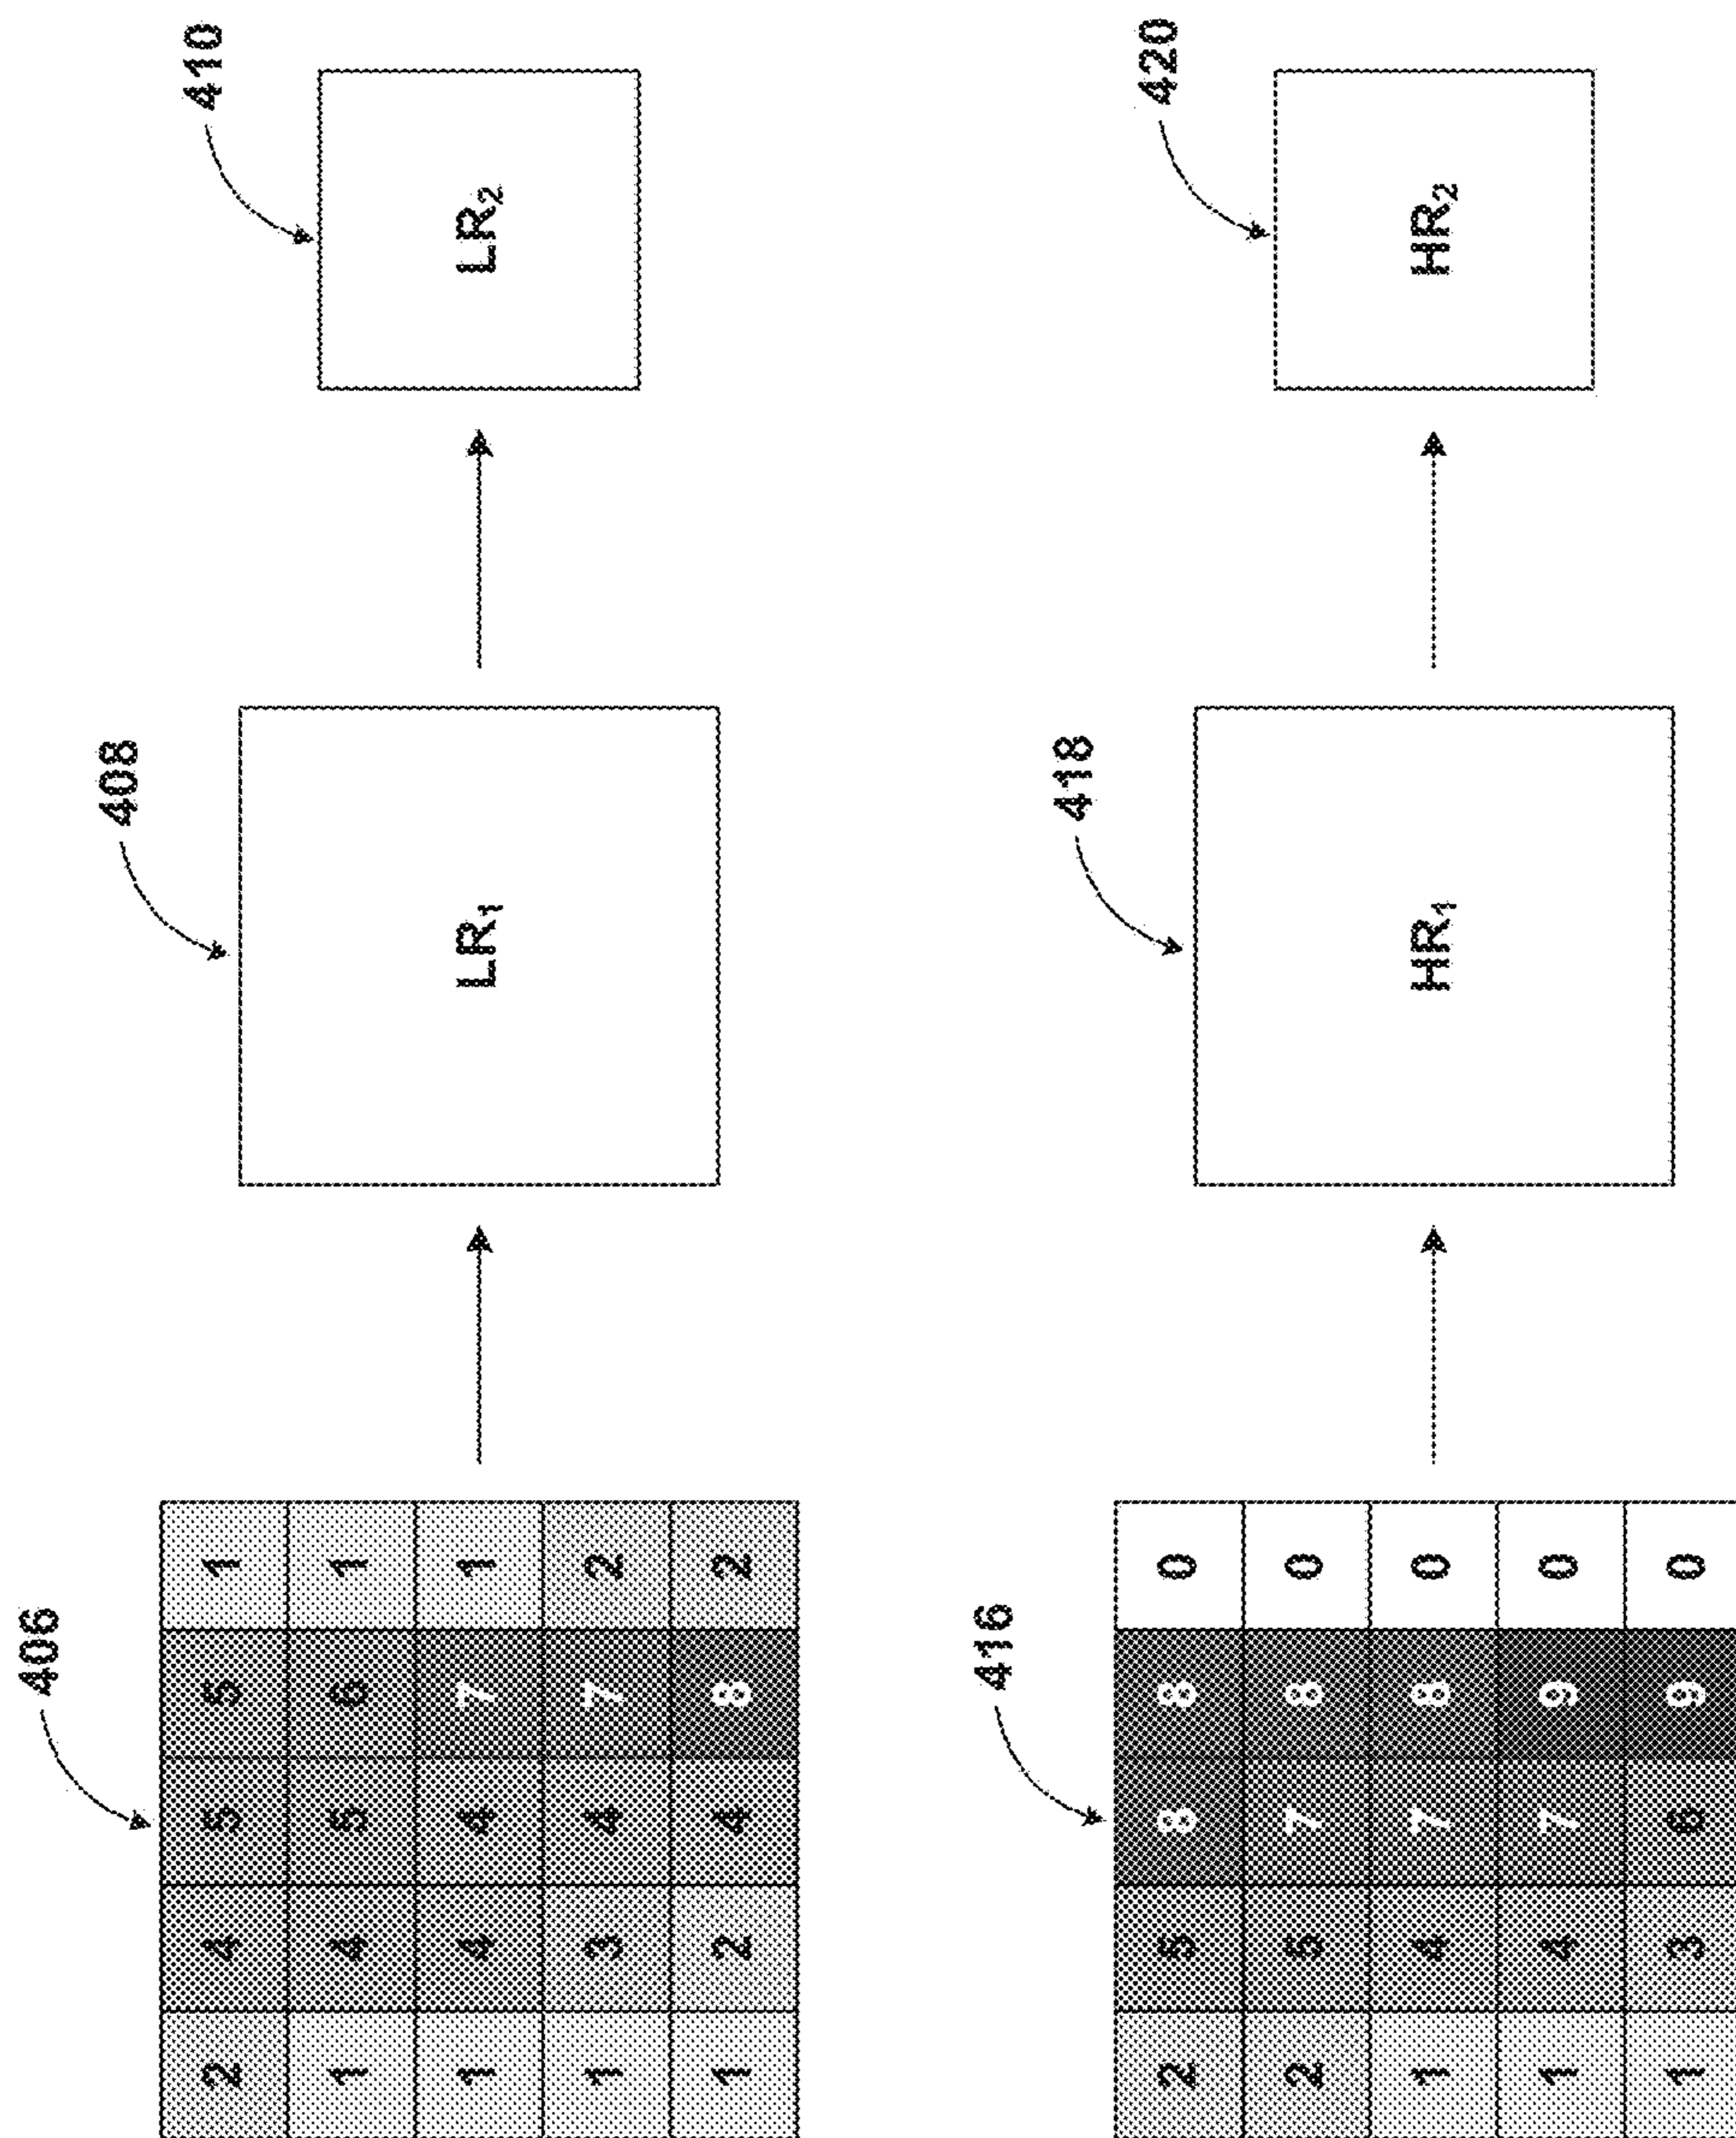 406
408
410
2 4 5 5 1
1 4 5 6 1
1 4 4 7 1
LR₁
LR₂
1 3 4 7 2
1 2 4 8 2
416
418
420
2 5 8 8 0
2 5 7 8 0
1 4 7 8 0
HR₁
HR₂
1 4 7 9 0
1 3 6 9 0